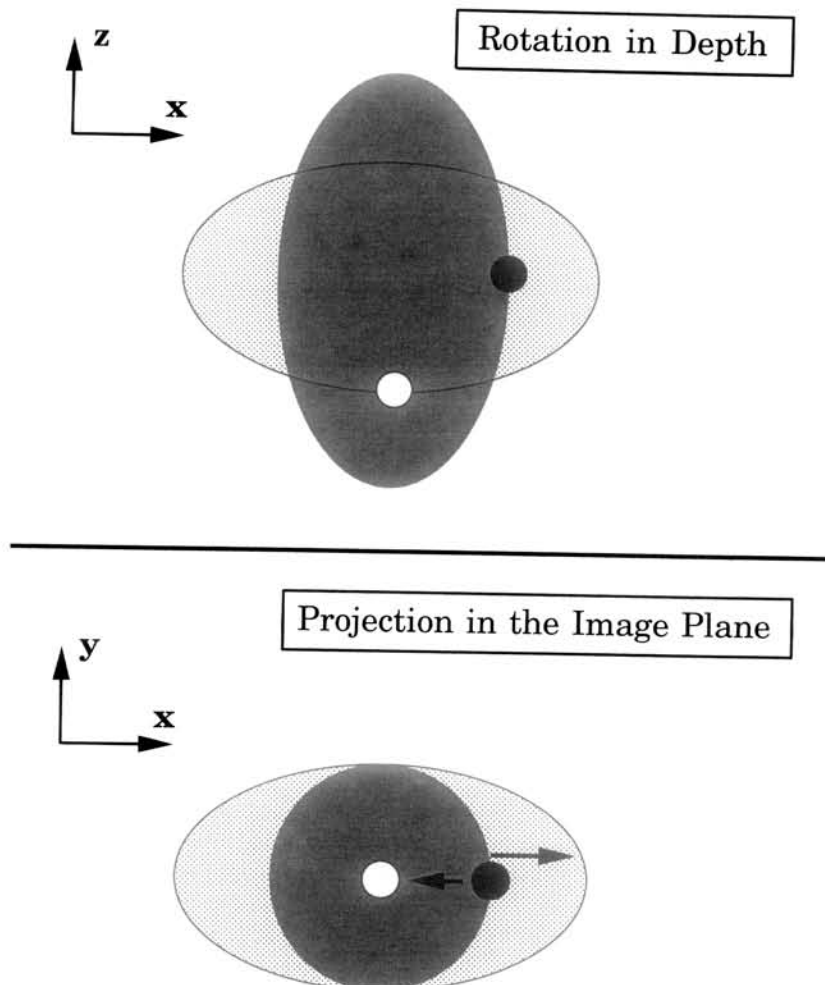 Rotation in Depth
z
x
Projection in the Image Plane
y
x